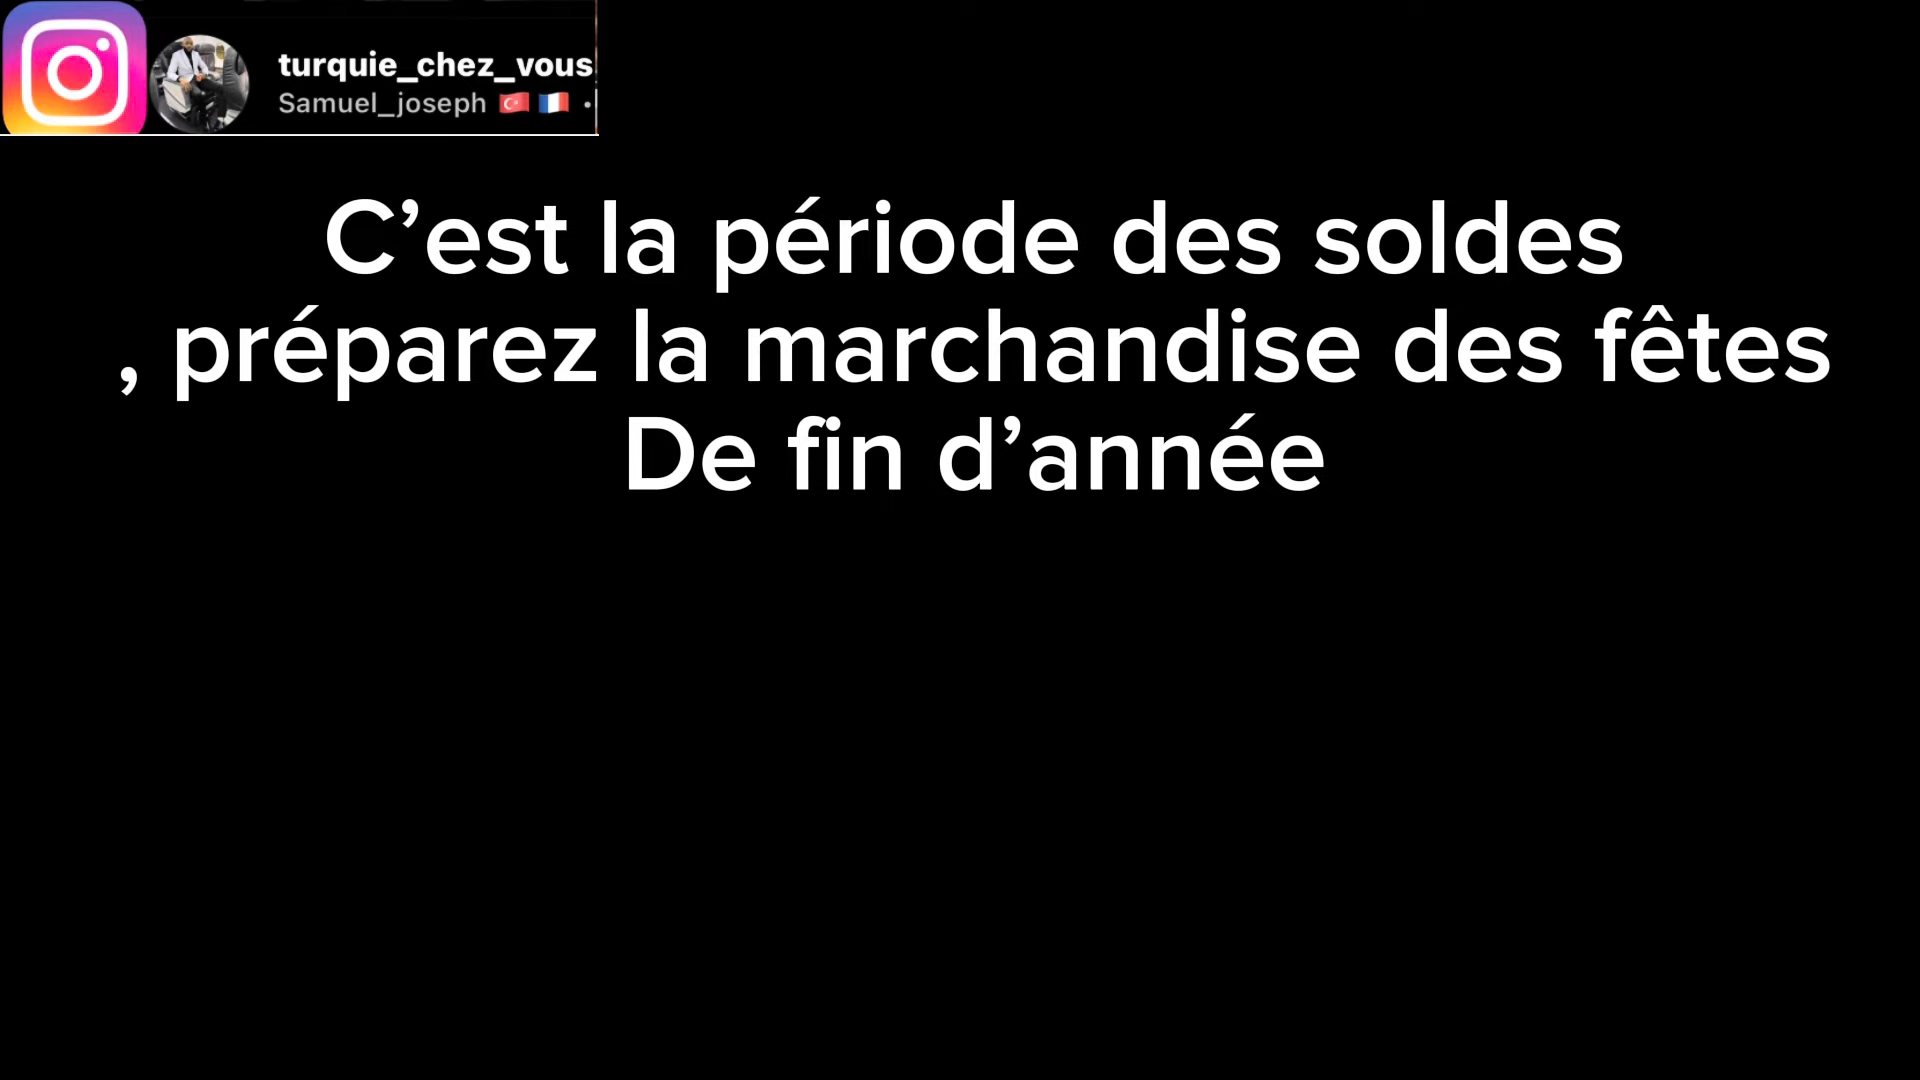 turquie_chez_vous
Samuel_joseph 🇹🇷 🇫🇷 •
C’est la période des soldes
, préparez la marchandise des fêtes
De fin d’année